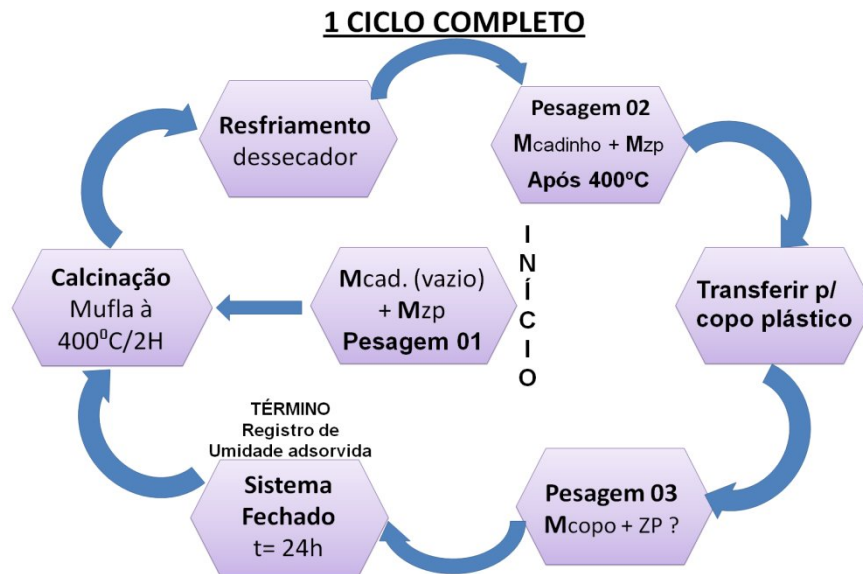 1 CICLO COMPLETO
Resfriamento
dessecador
Pesagem 02
Mcadinho + Mzp
Após 400ºC
Calcinação
Mufla à
400⁰C/2H
Mcad. (vazio)
+ Mzp
Pesagem 01
INÍCIO
Transferir p/
copo plástico
TÉRMINO
Registro de
Umidade adsorvida
Sistema
Fechado
t= 24h
Pesagem 03
Mcopo + ZP ?